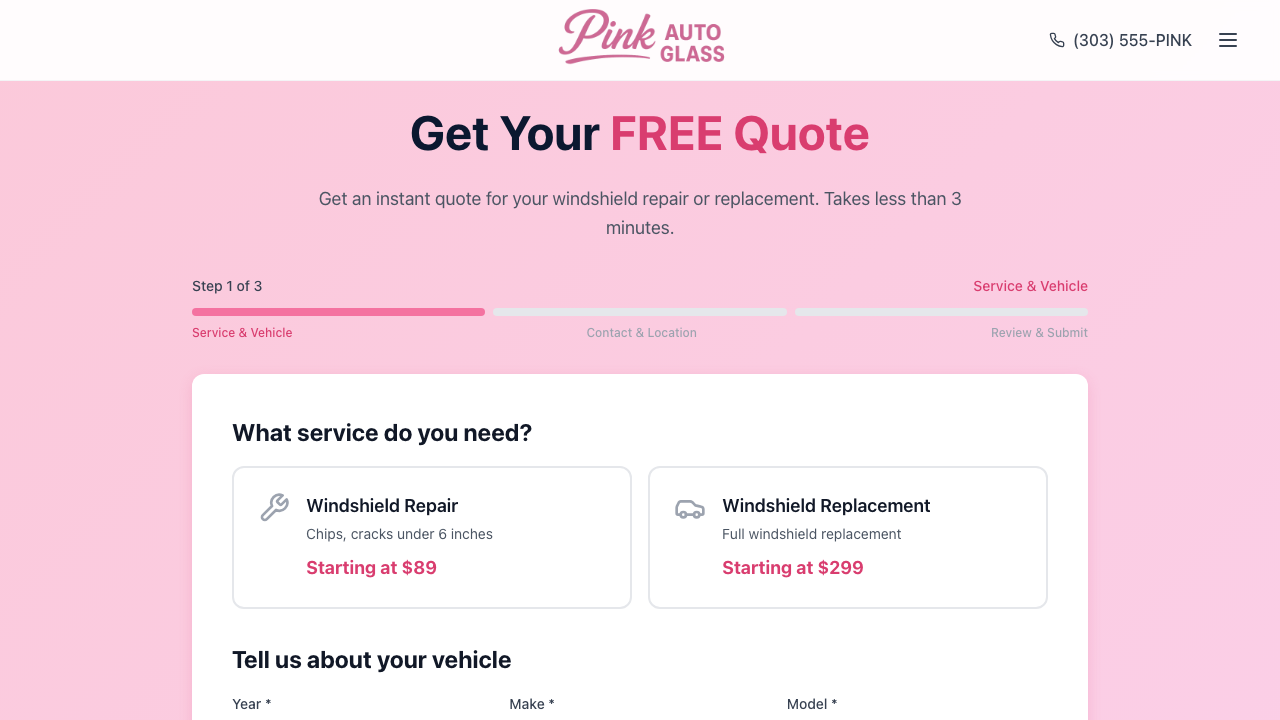 Pink AUTO GLASS
(303) 555-PINK
Get Your FREE Quote
Get an instant quote for your windshield repair or replacement. Takes less than 3
minutes.
Step 1 of 3
Service & Vehicle
Service & Vehicle
Contact & Location
Review & Submit
What service do you need?
Windshield Repair
Chips, cracks under 6 inches
Starting at $89
Windshield Replacement
Full windshield replacement
Starting at $299
Tell us about your vehicle
Year *
Make *
Model *